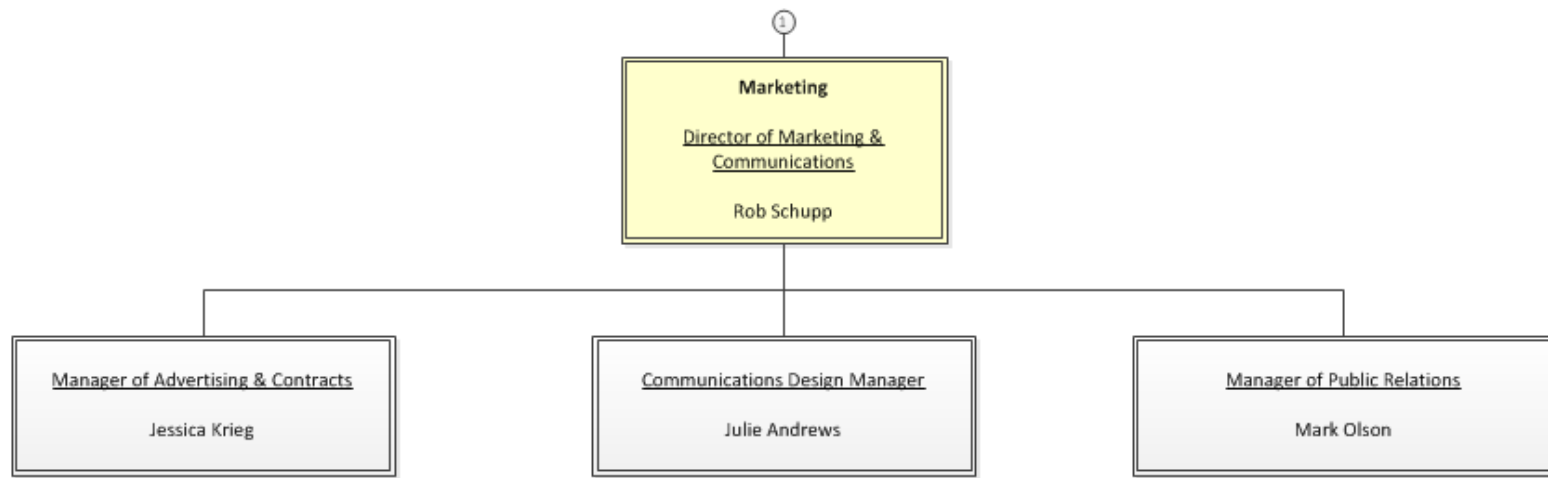 1
Marketing
Director of Marketing &
Communications
Rob Schupp
Manager of Advertising & Contracts
Jessica Krieg
Communications Design Manager
Julie Andrews
Manager of Public Relations
Mark Olson